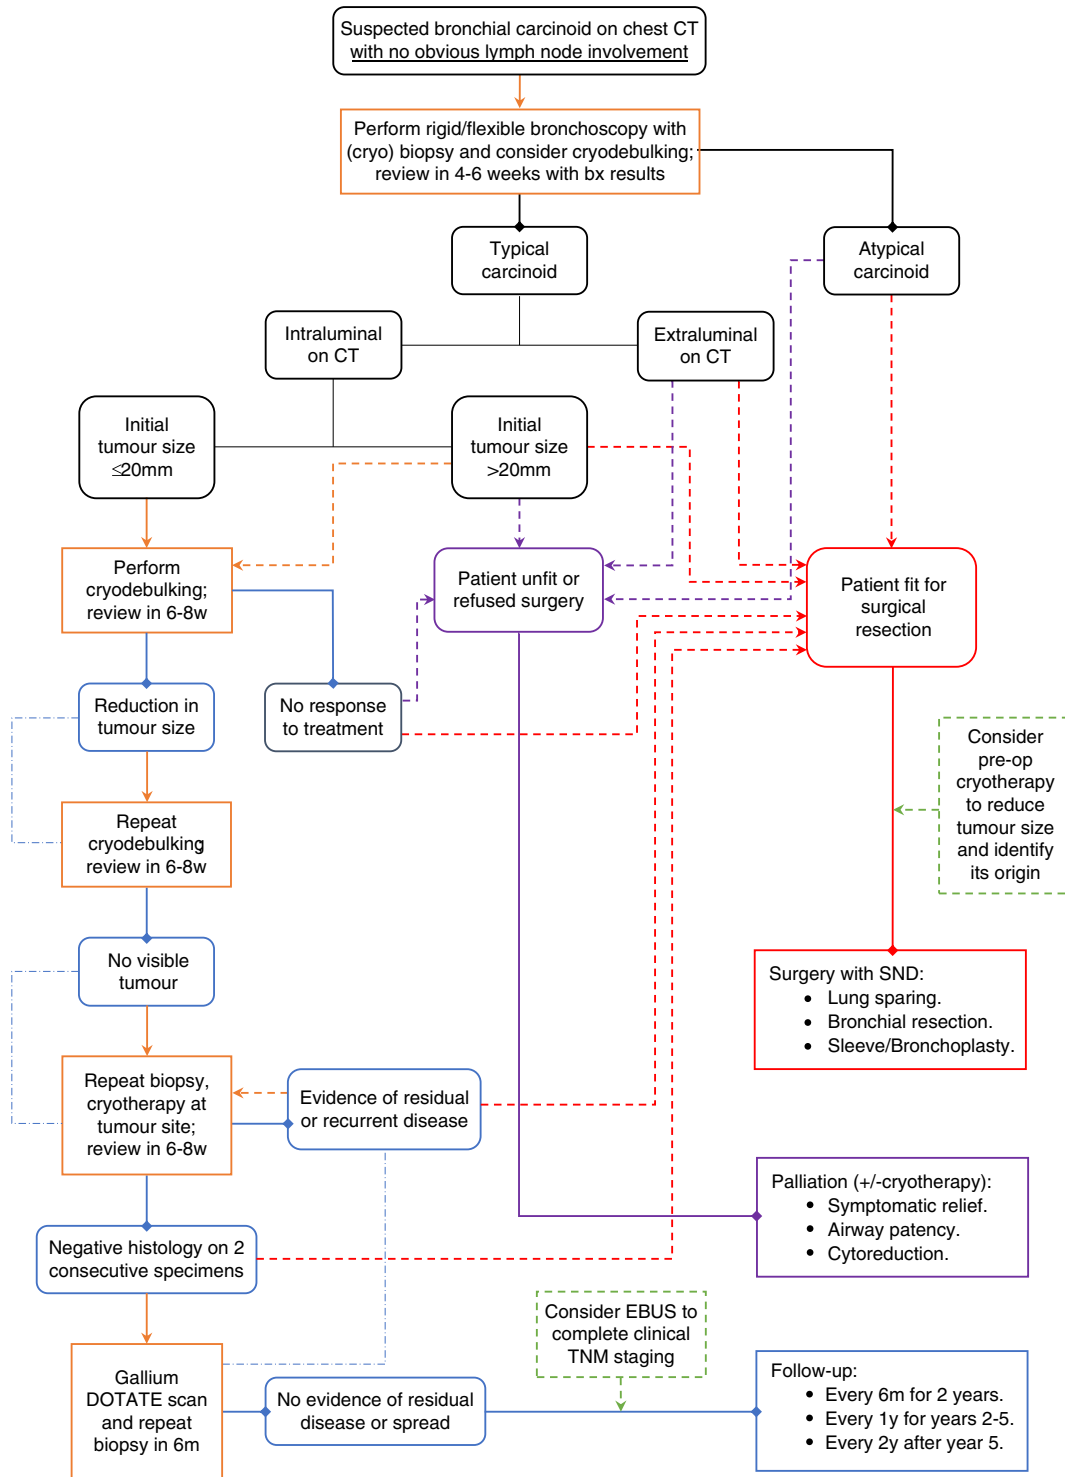 Suspected bronchial carcinoid on chest CT
with no obvious lymph node involvement
Perform rigid/flexible bronchoscopy with
(cryo) biopsy and consider cryodebulking;
review in 4-6 weeks with bx results
Typical
carcinoid
Atypical
carcinoid
Intraluminal
on CT
Extraluminal
on CT
Initial
tumour size
≤20mm
Initial
tumour size
>20mm
Perform
cryodebulking;
review in 6-8w
Patient unfit or
refused surgery
Patient fit for
surgical
resection
Reduction in
tumour size
No response
to treatment
Consider
pre-op
cryotherapy
to reduce
tumour size
and identify
its origin
Repeat
cryodebulking;
review in 6-8w
No visible
tumour
Surgery with SND:
• Lung sparing.
• Bronchial resection.
• Sleeve/Bronchoplasty.
Repeat biopsy,
cryotherapy at
tumour site;
review in 6-8w
Evidence of residual
or recurrent disease
Palliation (+/-cryotherapy):
• Symptomatic relief.
• Airway patency.
• Cytoreduction.
Negative histology on 2
consecutive specimens
Consider EBUS to
complete clinical
TNM staging
Gallium
DOTATE scan
and repeat
biopsy in 6m
No evidence of residual
disease or spread
Follow-up:
• Every 6m for 2 years.
• Every 1y for years 2-5.
• Every 2y after year 5.